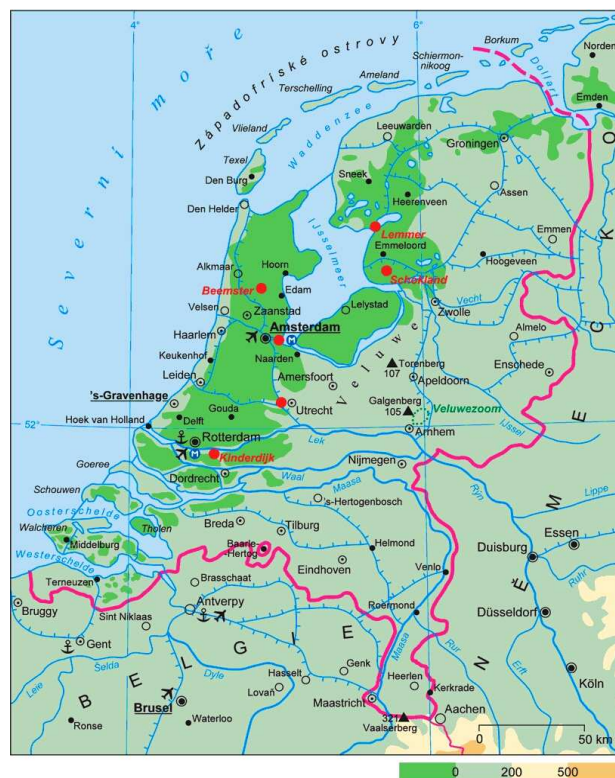 4°
6°
Severní moře
Západofríské ostrovy
Borkum
Norden
Schiermon-
nikoog
Dollart
Ameland
Emden
Terschelling
Waddenzee
Leeuwarden
Groningen
Vlieland
Texel
Sneek
Assen
Den Burg
Heerenveen
Den Helder
Lemmer
Emmen
IJsselmeer
Emmeloord
Hoogeveen
Hoorn
Alkmaar
Schokland
Beemster
Edam
Lelystad
Vecht
Velsen
Zaanstad
Zwolle
Haarlem
Amsterdam
M
Almelo
Keukenhof
Naarden
Veluwe
Torenberg
107
Enschede
Leiden
Amersfoort
Apeldoorn
's-Gravenhage
Galgenberg
105
Veluwezoom
Gouda
Utrecht
Hoek van Holland
Delft
52°
IJssel
Rotterdam
Lek
Arnhem
M
Kinderdijk
Goeree
Waal
Nijmegen
Dordrecht
Rýn
Schouwen
Maasa
Lippe
Oosterschelde
's-Hertogenbosch
Walcheren
Tholen
Breda
Tilburg
Essen
Middelburg
Baarle-
Hertog
Helmond
Duisburg
Westerschelde
Eindhoven
Ruhr
Terneuzen
Brasschaat
Venlo
Bruggy
Antverpy
Sint Niklaas
Roermond
Düsseldorf
Gent
Maasa
Rur
Šelda
Genk
Erft
Leie
Dyle
Hasselt
Heerlen
Köln
Lovaň
Kerkrade
Brusel
Maastricht
321
Aachen
Ronse
Waterloo
Vaalserberg
BELGIE
NĚMECKO
0
50 km
0
200
500